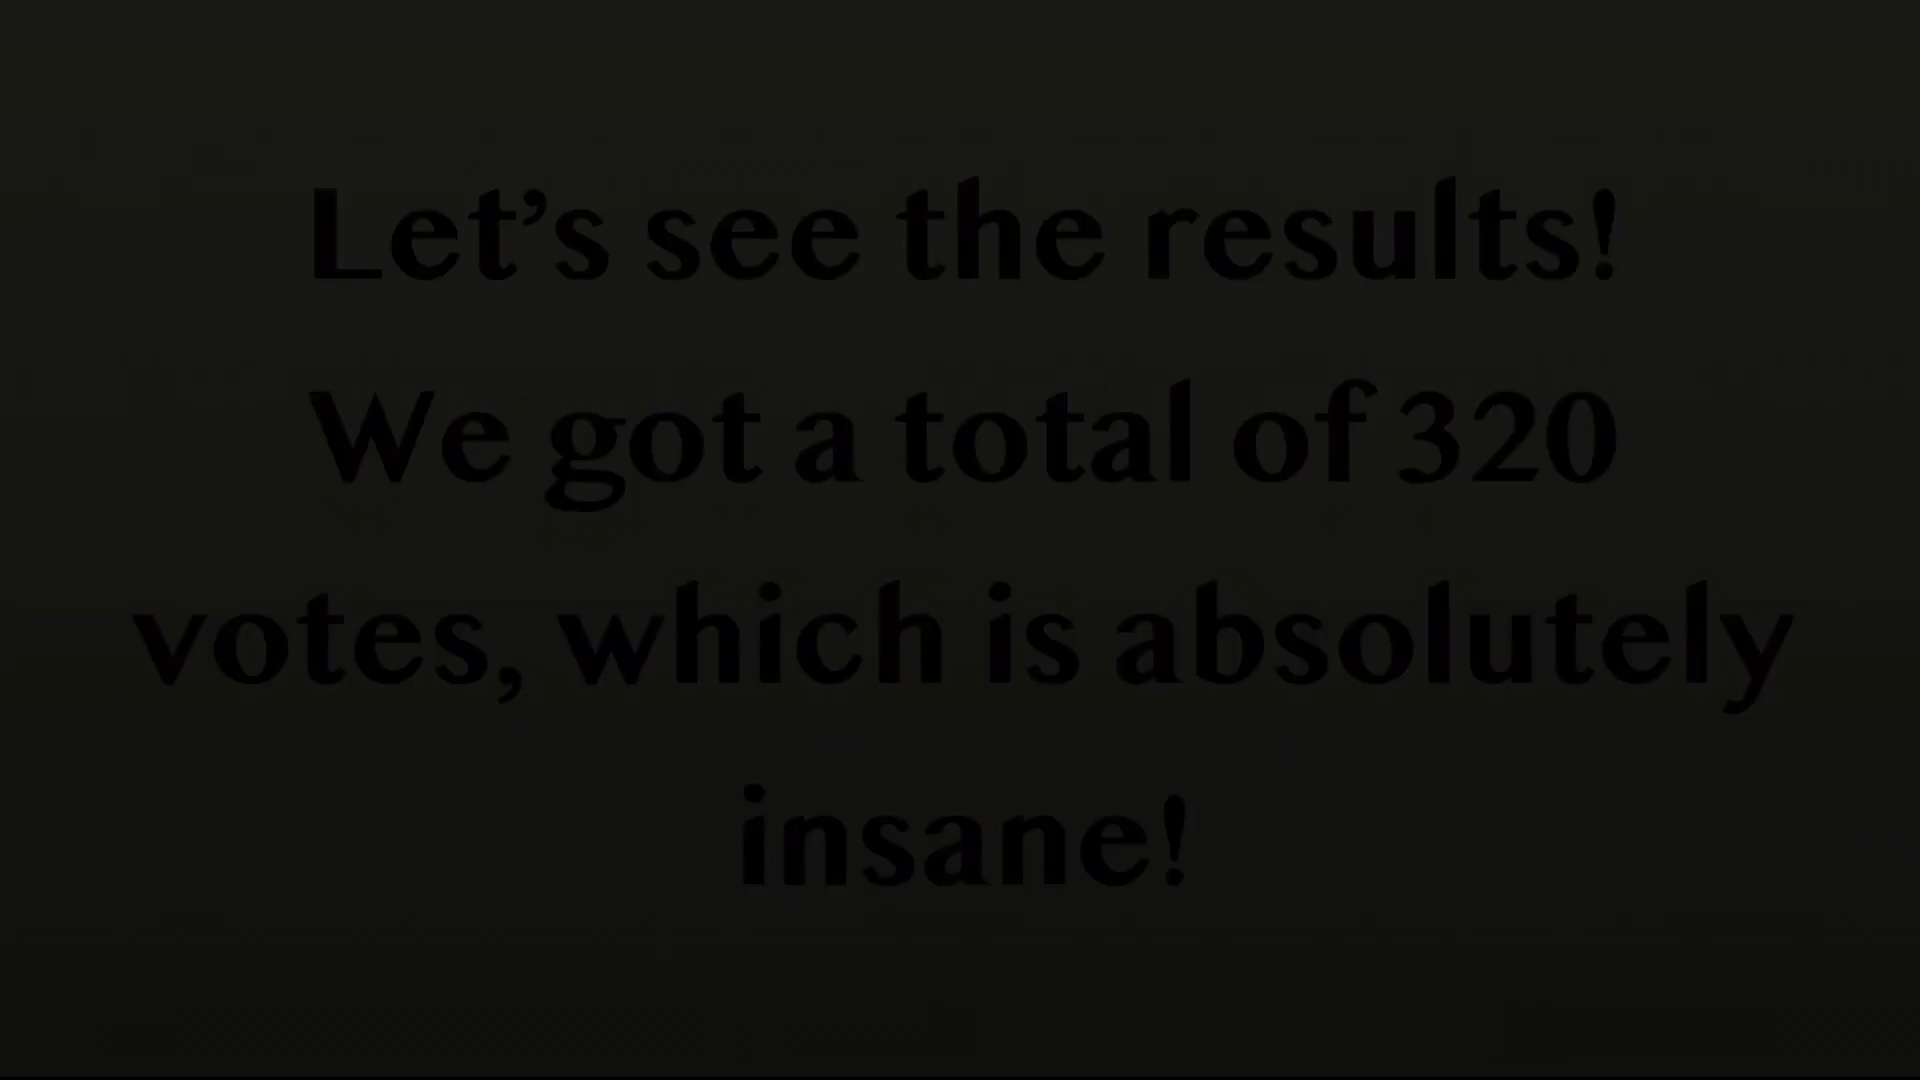 Let’s see the results!
We got a total of 320
votes, which is absolutely
insane!